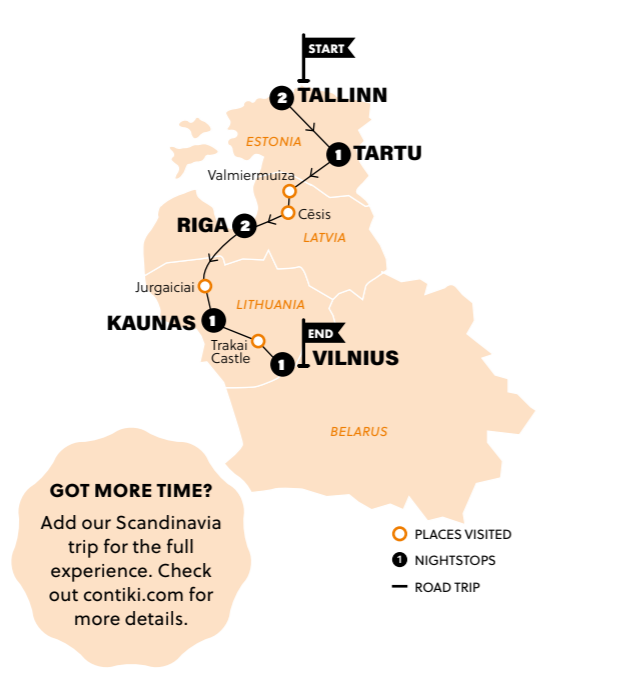 START
2 TALLINN
ESTONIA
1 TARTU
Valmiermuiza
Cēsis
RIGA 2
LATVIA
Jurgaiciai
LITHUANIA
KAUNAS 1
END
Trakai
Castle
1 VILNIUS
BELARUS
GOT MORE TIME?
Add our Scandinavia
trip for the full
experience. Check
out contiki.com for
more details.
PLACES VISITED
1 NIGHTSTOPS
ROAD TRIP